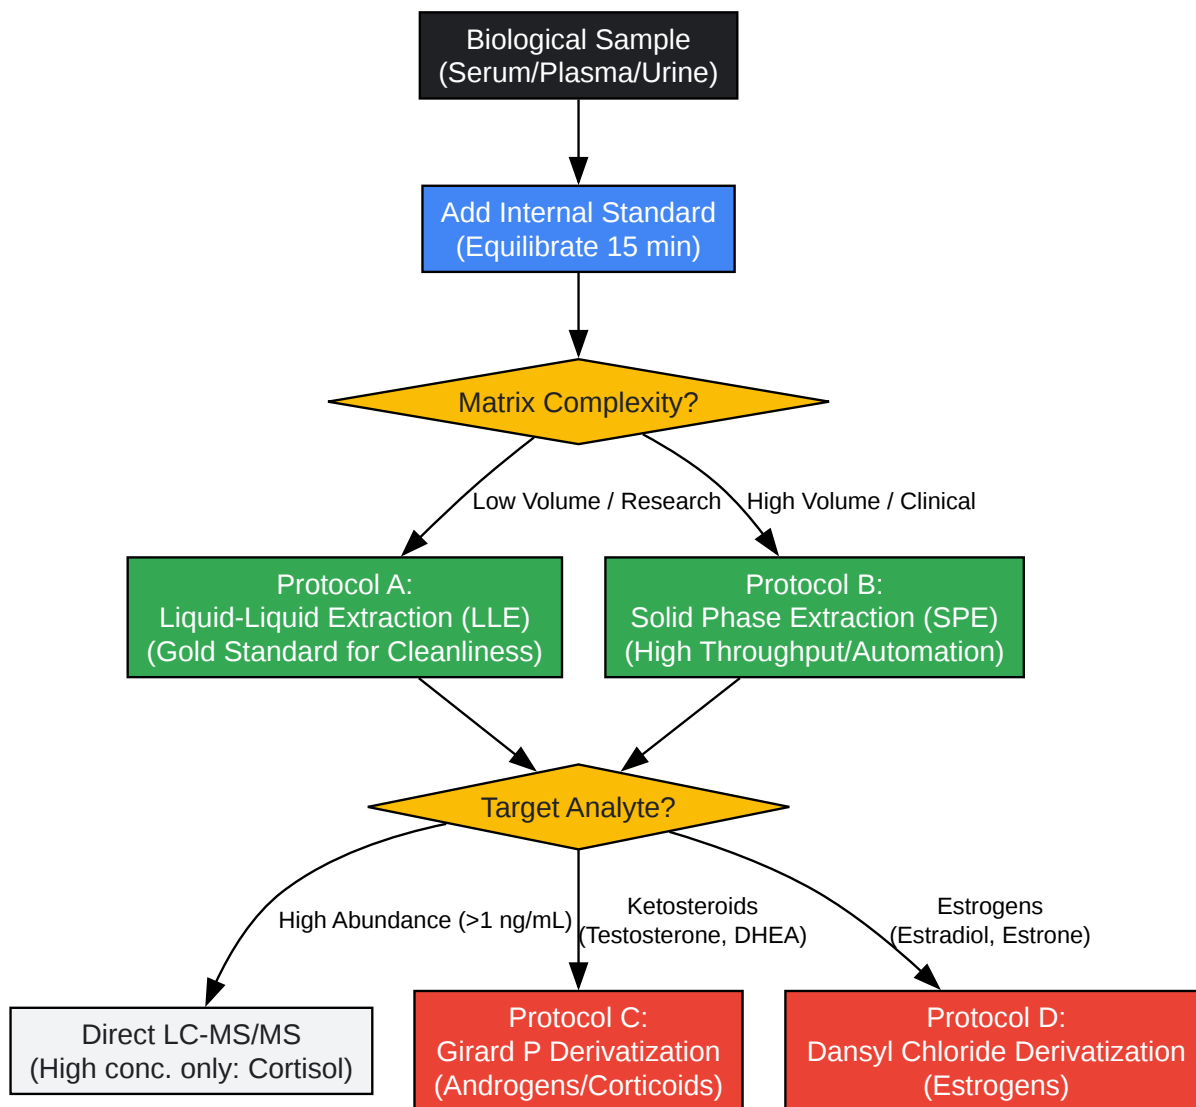 Biological Sample
(Serum/Plasma/Urine)
Add Internal Standard
(Equilibrate 15 min)
Matrix Complexity?
Low Volume / Research
High Volume / Clinical
Protocol A:
Liquid-Liquid Extraction (LLE)
(Gold Standard for Cleanliness)
Protocol B:
Solid Phase Extraction (SPE)
(High Throughput/Automation)
Target Analyte?
High Abundance (>1 ng/mL)
Ketosteroids
(Testosterone, DHEA)
Estrogens
(Estradiol, Estrone)
Direct LC-MS/MS
(High conc. only: Cortisol)
Protocol C:
Girard P Derivatization
(Androgens/Corticoids)
Protocol D:
Dansyl Chloride Derivatization
(Estrogens)